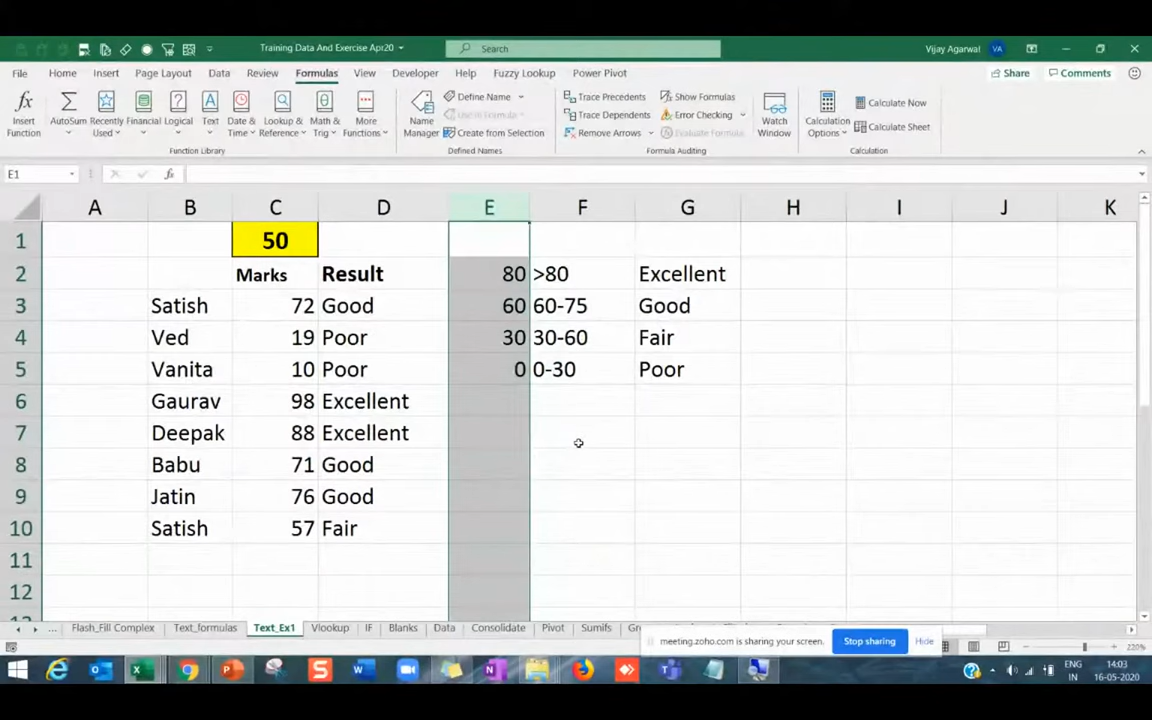 Training Data And Exercise Apr20
Search
Vijay Agarwal VA
File Home Insert Page Layout Data Review Formulas View Developer Help Fuzzy Lookup Power Pivot Share Comments
fx Insert Function
Σ AutoSum
Recently Used
Financial
Logical
Text
Date & Time
Lookup & Reference
Math & Trig
More Functions
Function Library
Name Manager
Define Name
Use in Formula
Create from Selection
Defined Names
Trace Precedents
Trace Dependents
Remove Arrows
Show Formulas
Error Checking
Evaluate Formula
Formula Auditing
Watch Window
Calculation Options
Calculate Now
Calculate Sheet
Calculation
E1 fx
A B C D E F G H I J K
1 50
2 Marks Result 80 >80 Excellent
3 Satish 72 Good 60 60-75 Good
4 Ved 19 Poor 30 30-60 Fair
5 Vanita 10 Poor 0 0-30 Poor
6 Gaurav 98 Excellent
7 Deepak 88 Excellent
8 Babu 71 Good
9 Jatin 76 Good
10 Satish 57 Fair
11
12
... Flash_Fill Complex Text_formulas Text_Ex1 Vlookup IF Blanks Data Consolidate Pivot Sumifs
meeting.zoho.com is sharing your screen. Stop sharing Hide
220%
ENG IN
14:03
16-05-2020